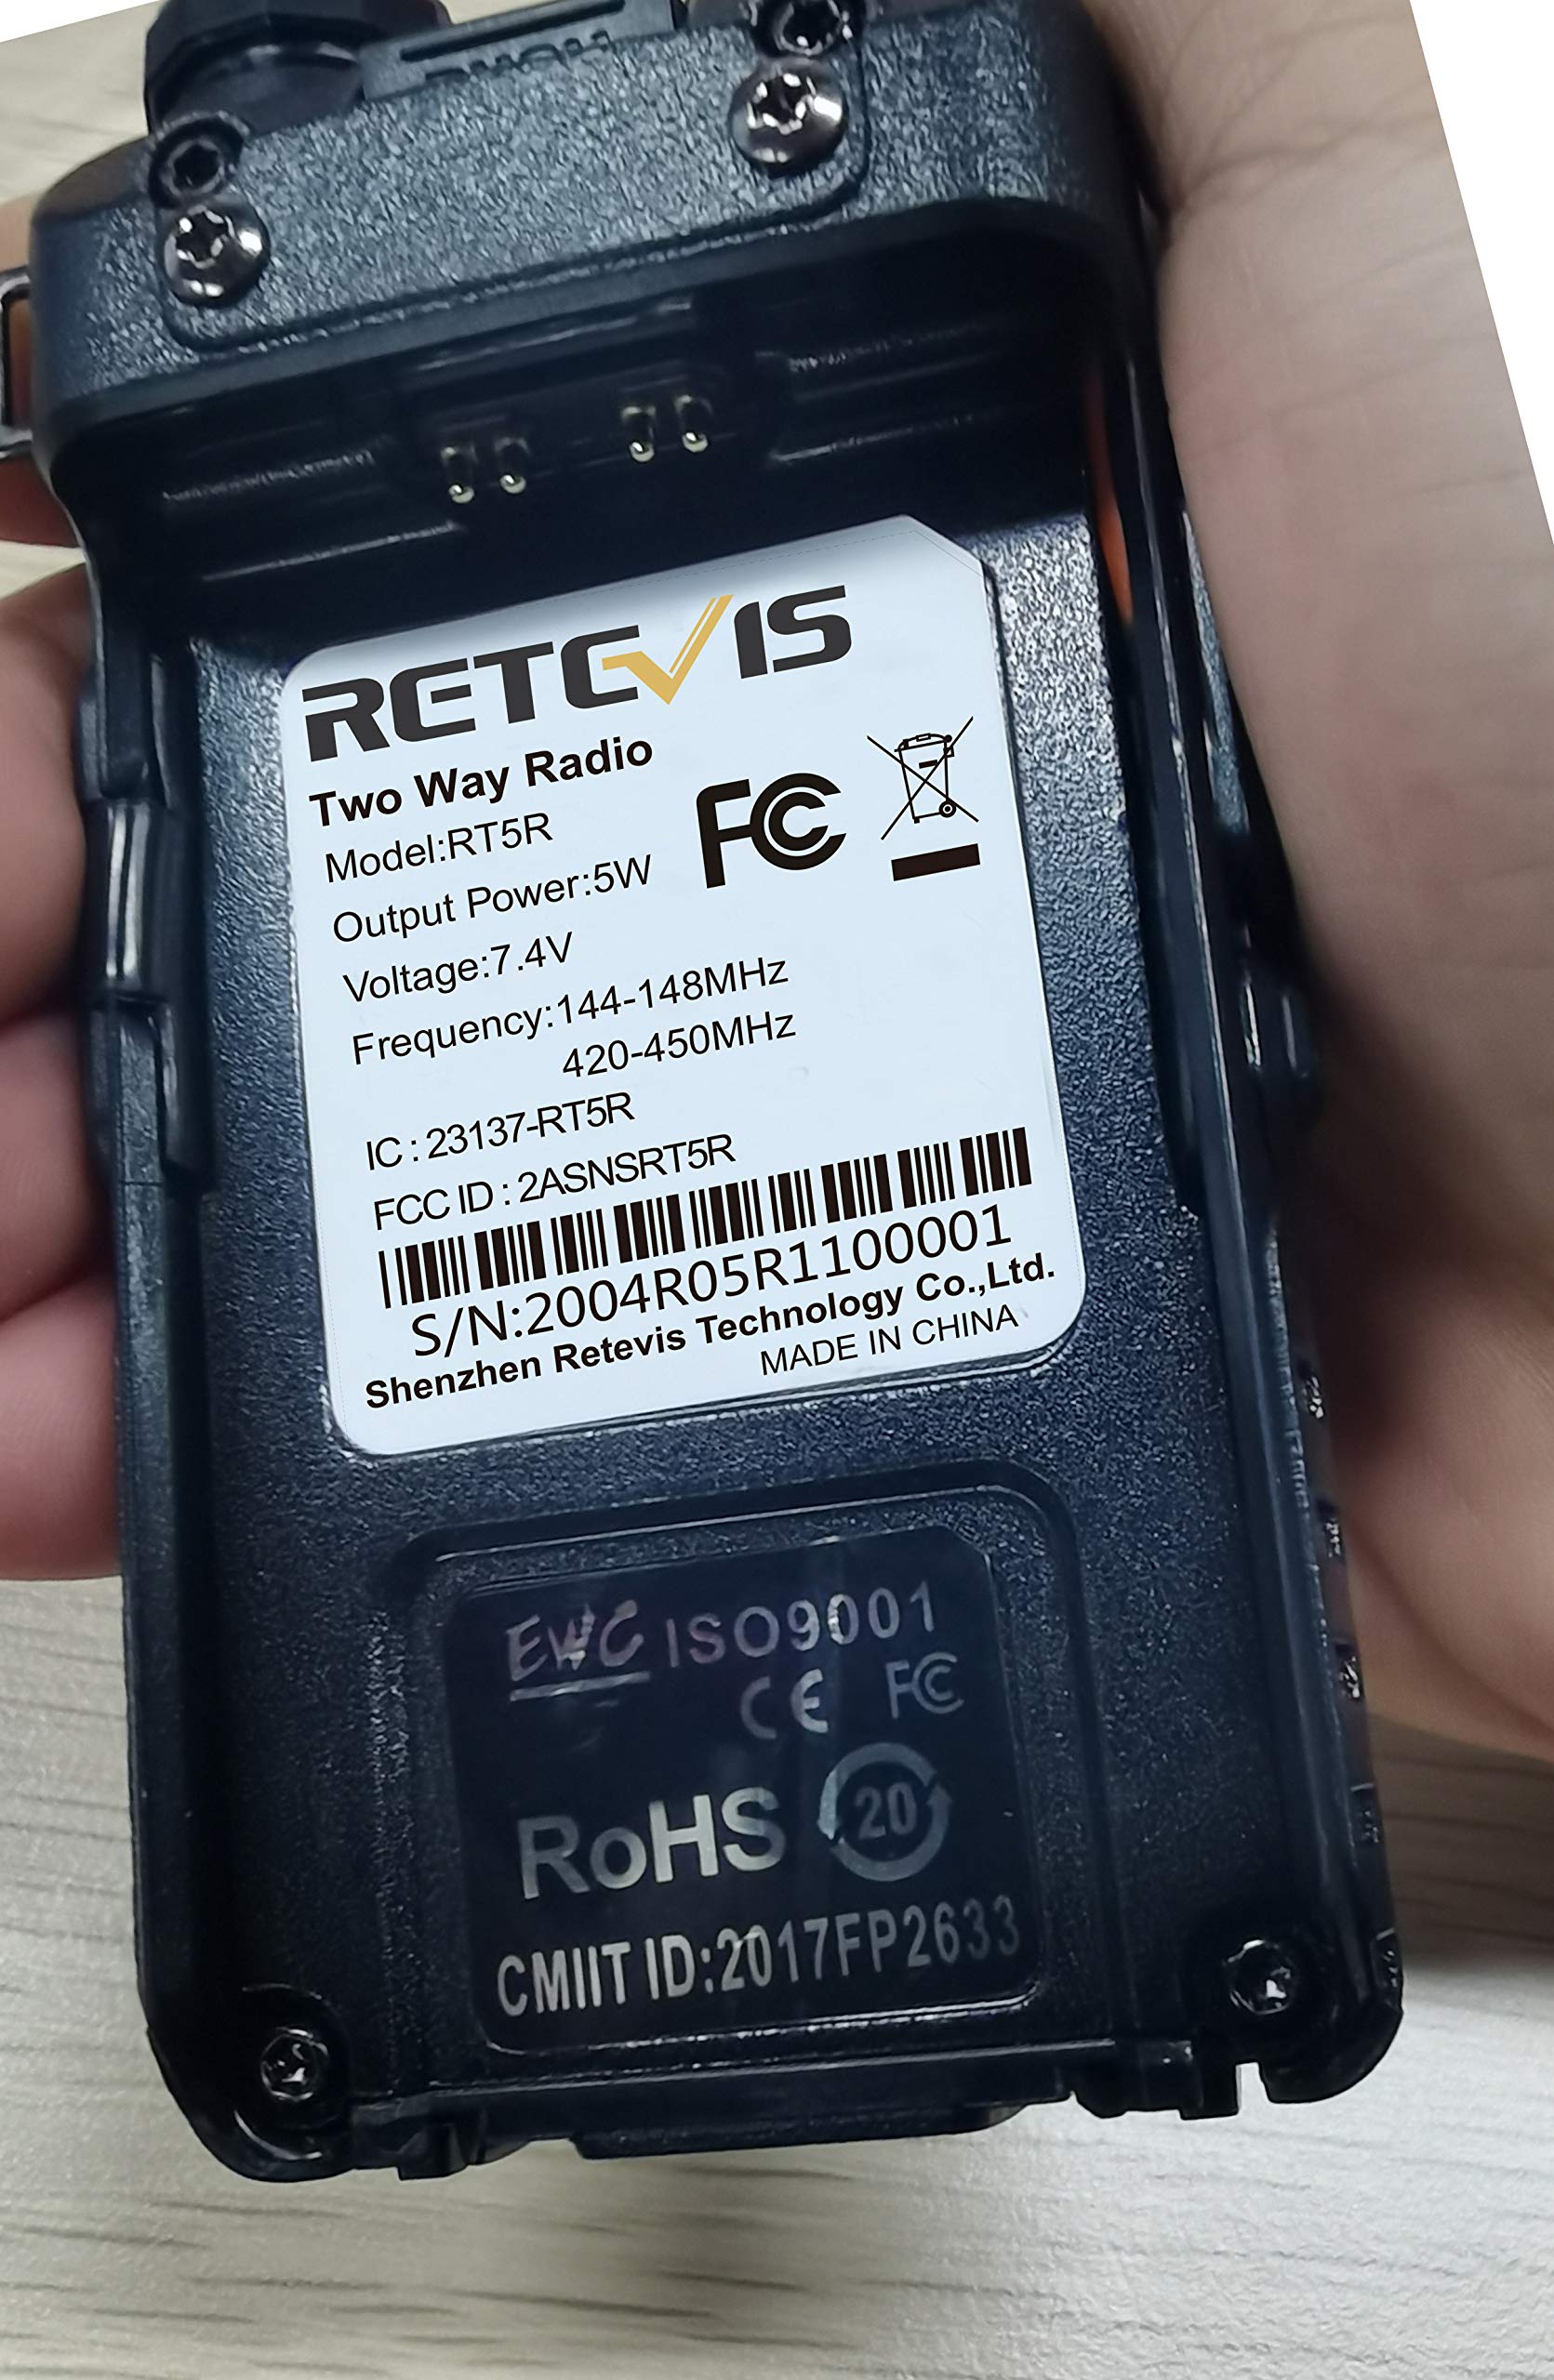 RETEVIS
Two Way Radio
Model:RT5R
Output Power:5W
FC
Voltage:7.4V
Frequency:144-148MHz
420-450MHz
IC : 23137-RT5R
FCC ID : 2ASNSRT5R
S/N:2004R05R1100001
Shenzhen Retevis Technology Co.,Ltd.
MADE IN CHINA
EWC ISO9001
CE FC
RoHS 20
CMIIT ID:2017FP2633